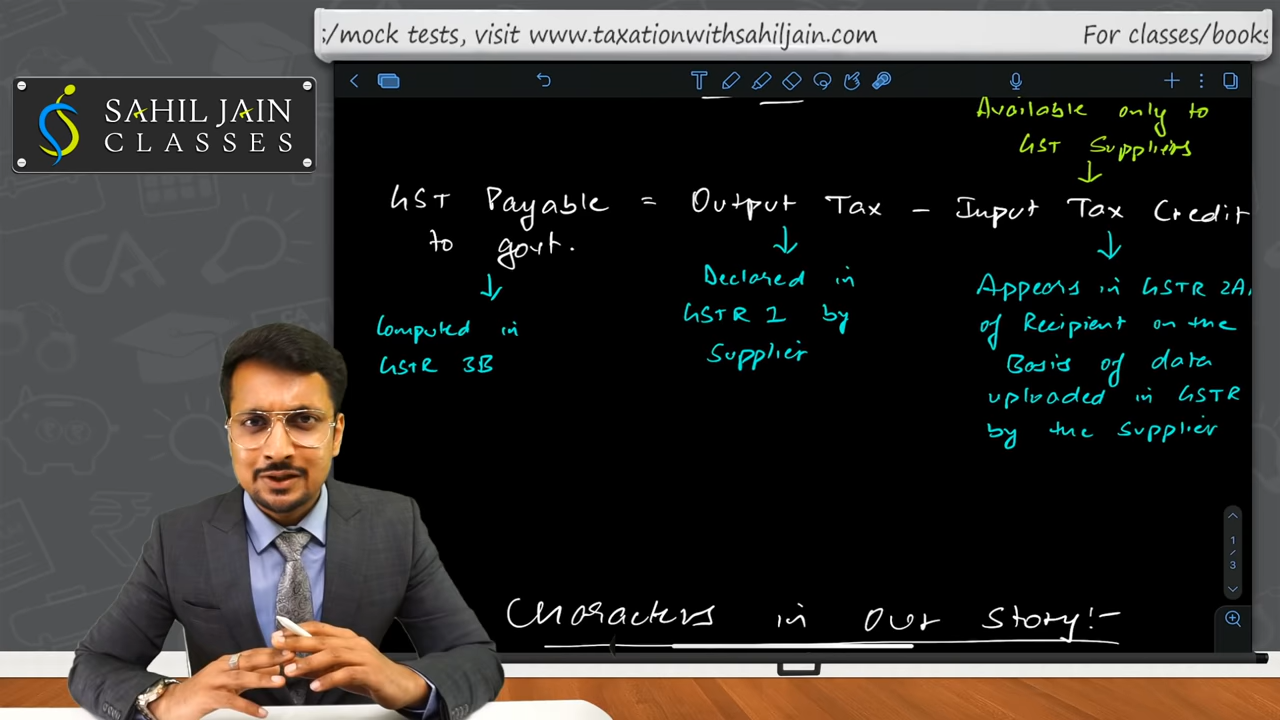 :/mock tests, visit www.taxationwithsahiljain.com For classes/books
SAHIL JAIN
CLASSES
Available only to
GST Suppliers
GST Payable = Output Tax - Input Tax Credit
to govt.
Computed in
GSTR 3B
Declared in
GSTR 1 by
Supplier
Appears in GSTR 2A
of Recipient on the
Basis of data
uploaded in GSTR
by the supplier
Characters in our story:-
1
/
3